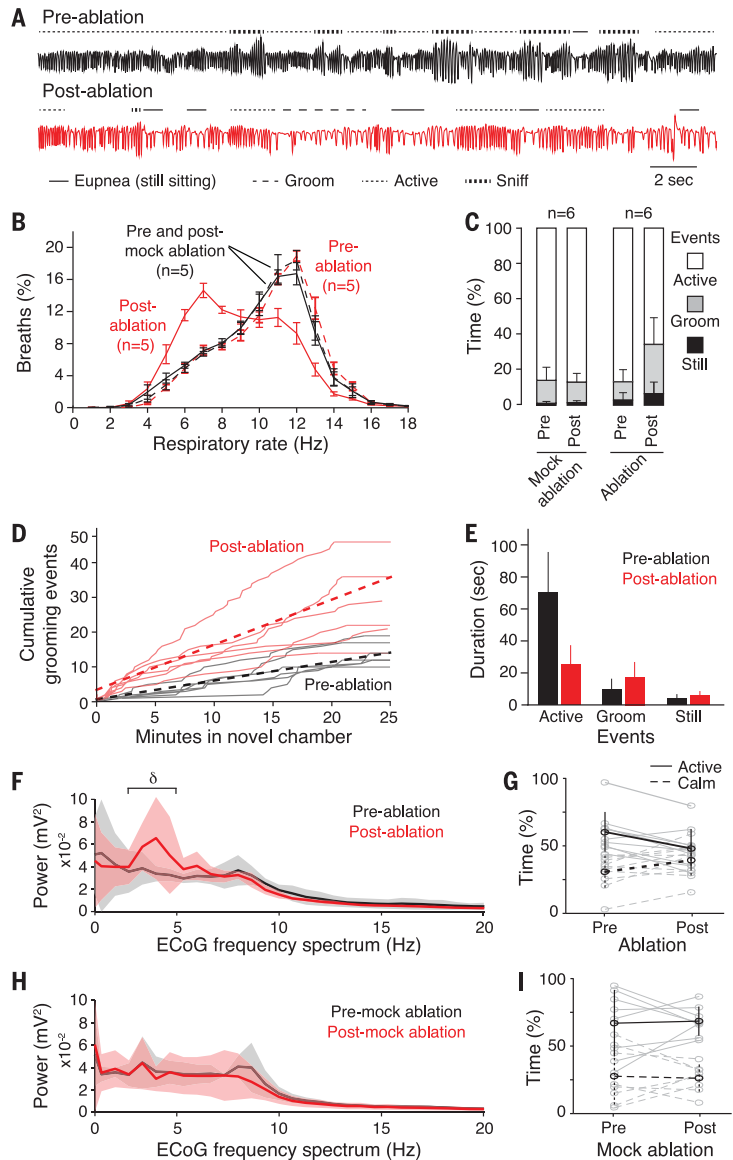 A
Pre-ablation
Post-ablation
2 sec
Eupnea (still sitting)
Groom
Active
Sniff
B
Pre and post-
mock ablation
(n=5)
Pre-
ablation
(n=5)
Post-
ablation
(n=5)
Breaths (%)
20
16
12
8
4
0
0 2 4 6 8 10 12 14 16 18
Respiratory rate (Hz)
C
n=6 n=6
Time (%)
100
80
60
40
20
0
Events
Active
Groom
Still
Pre Post Pre Post
Mock
ablation
Ablation
D
Cumulative
grooming events
50
40
30
20
10
0
Post-ablation
Pre-ablation
0 5 10 15 20 25
Minutes in novel chamber
E
Duration (sec)
100
80
60
40
20
0
Pre-ablation
Post-ablation
Active Groom Still
Events
F
δ
Power (mV²)
x10⁻²
10
8
6
4
2
0
Pre-ablation
Post-ablation
0 5 10 15 20
ECoG frequency spectrum (Hz)
G
Active
Calm
Time (%)
100
50
0
Pre Post
Ablation
H
Power (mV²)
x10⁻²
10
8
6
4
2
0
Pre-mock ablation
Post-mock ablation
0 5 10 15 20
ECoG frequency spectrum (Hz)
I
Time (%)
100
50
0
Pre Post
Mock ablation